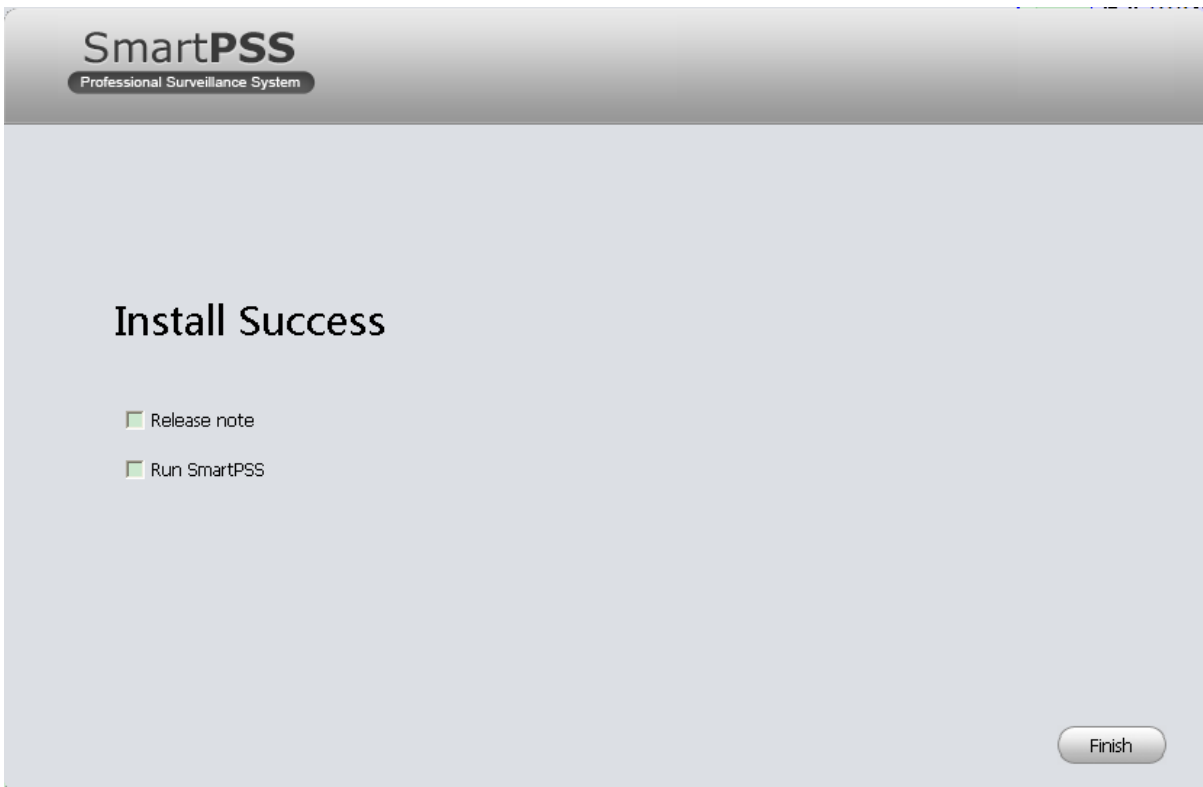 SmartPSS
Professional Surveillance System
Install Success
Release note
Run SmartPSS
Finish